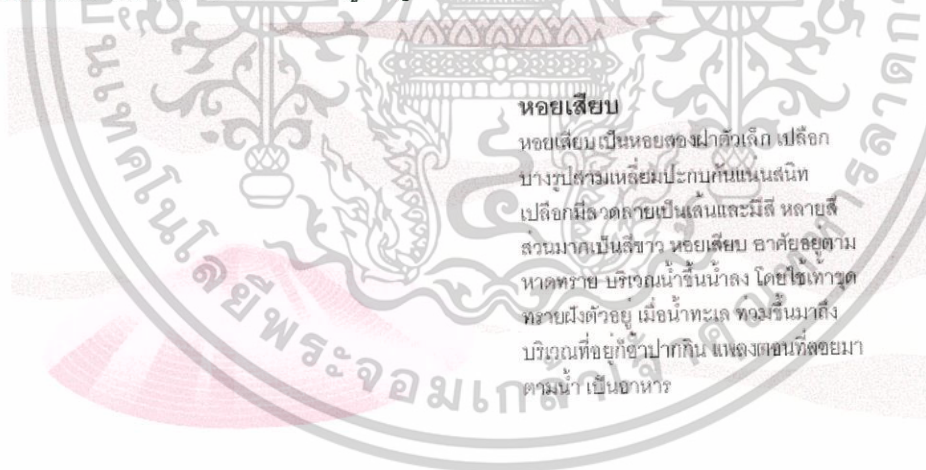 หอยเสียบ
หอยเสียบ เป็นหอยสองฝาตัวเล็ก เปลือก
บางรูปสามเหลี่ยมประกบกันแน่นสนิท
เปลือกมีลวดลายเป็นเส้นและมีสี หลายสี
ส่วนมากเป็นสีขาว หอยเสียบ อาศัยอยู่ตาม
หาดทราย บริเวณน้ำขึ้นน้ำลง โดยใช้เท้าขุด
ทรายฝังตัวอยู่ เมื่อน้ำทะเล ท่วมขึ้นมาถึง
บริเวณที่อยู่ก็อ้าปากกิน แพลงตอนที่ลอยมา
ตามน้ำ เป็นอาหาร